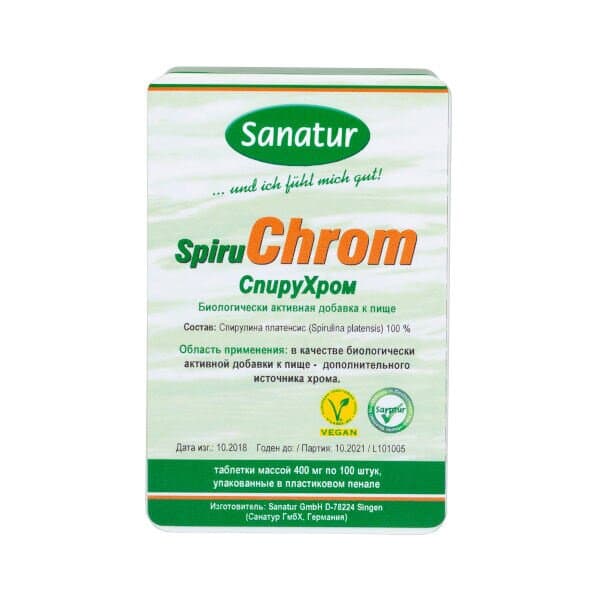 Sanatur
... und ich fühl mich gut!
SpiruChrom
СпируХром
Биологически активная добавка к пище
Состав: Спирулина платенсис (Spirulina platensis) 100 %
Область применения: в качестве биологически
активной добавки к пище - дополнительного
источника хрома.
VEGAN
Sanatur
Дата изг.: 10.2018 Годен до: / Партия: 10.2021 / L101005
таблетки массой 400 мг по 100 штук,
упакованные в пластиковом пенале
Изготовитель: Sanatur GmbH D-78224 Singen
(Санатур ГмбХ, Германия)